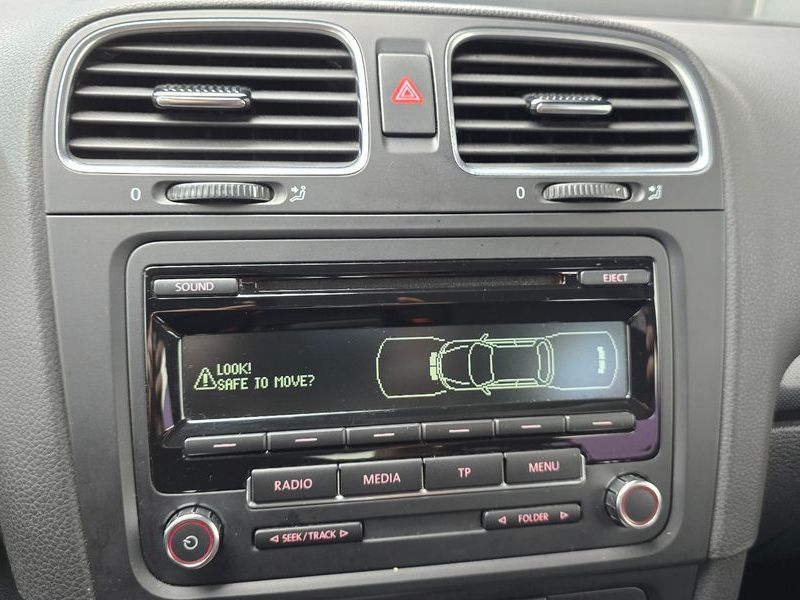 0
0
SOUND
EJECT
LOOK!
SAFE TO MOVE?
RADIO
MEDIA
TP
MENU
SEEK/TRACK
FOLDER